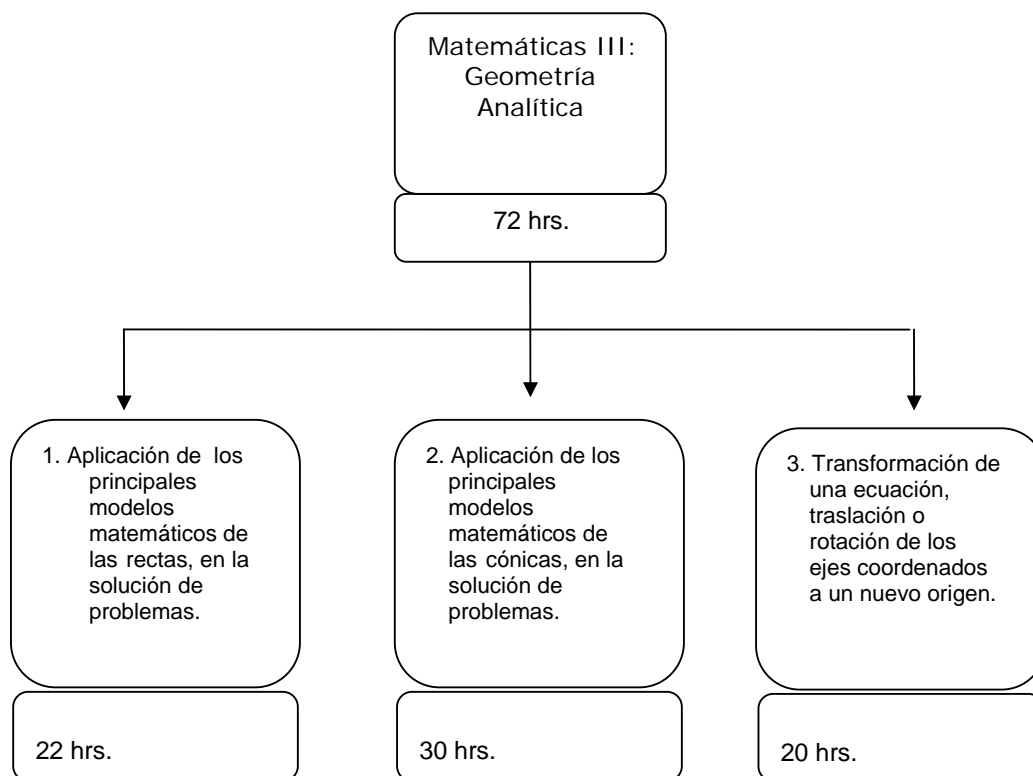 Matemáticas III:
Geometría
Analítica
72 hrs.
1. Aplicación de los
principales
modelos
matemáticos de
las rectas, en la
solución de
problemas.
22 hrs.
2. Aplicación de los
principales
modelos
matemáticos de
las cónicas, en la
solución de
problemas.
30 hrs.
3. Transformación de
una ecuación,
traslación o
rotación de los
ejes coordenados
a un nuevo origen.
20 hrs.